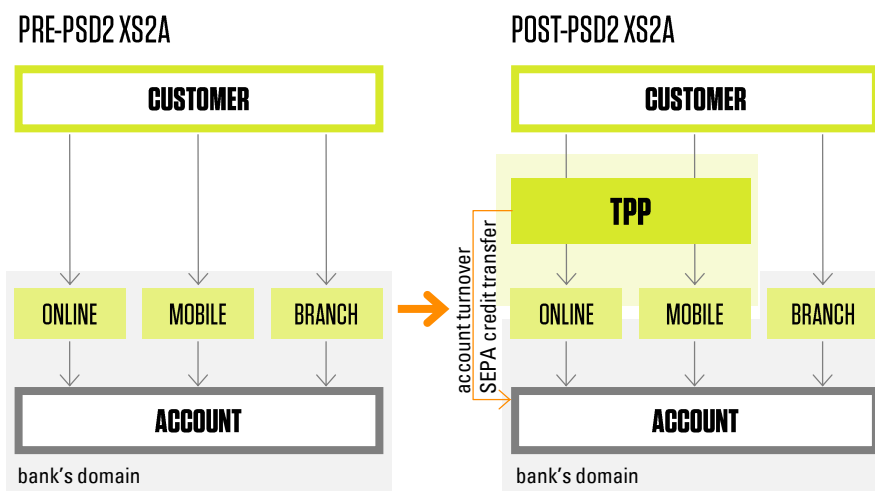 PRE-PSD2 XS2A
CUSTOMER
ONLINE
MOBILE
BRANCH
ACCOUNT
bank's domain
POST-PSD2 XS2A
CUSTOMER
TPP
account turnover
SEPA credit transfer
ONLINE
MOBILE
BRANCH
ACCOUNT
bank's domain